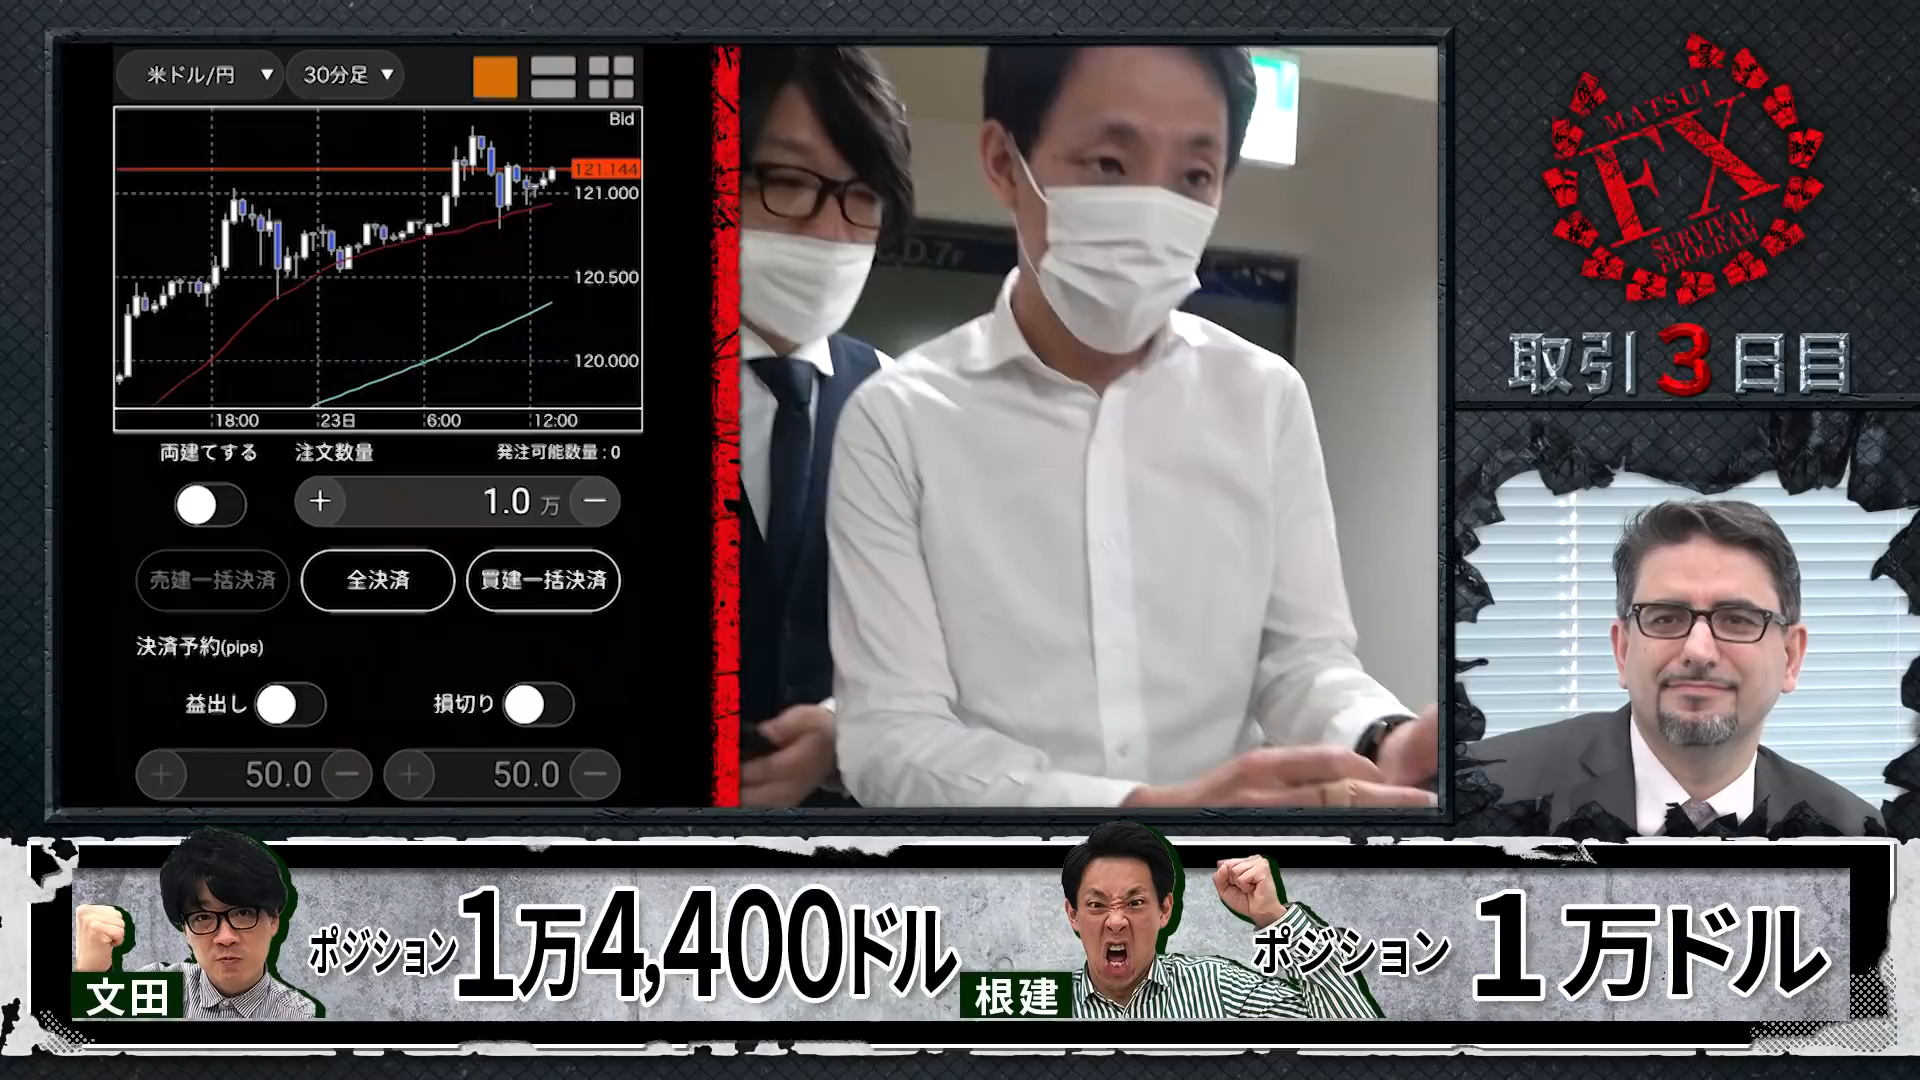 米ドル/円 ▼
30分足 ▼
Bid
121.144
121.000
120.500
120.000
18:00
23日
6:00
12:00
両建てする
注文数量
発注可能数量:0
+
1.0 万
−
売建一括決済
全決済
買建一括決済
決済予約(pips)
益出し
損切り
+
50.0
−
+
50.0
−
C,D.7F
MATSUI
FX
SURVIVAL
PROGRAM
取引3日目
文田
ポジション1万4,400ドル
根建
ポジション 1万ドル